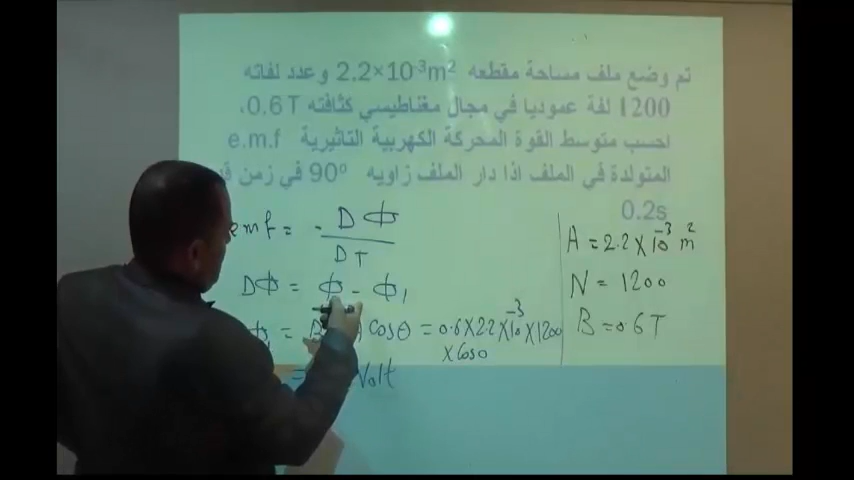 تم وضع ملف مساحة مقطعه 2.2×10⁻³m² وعدد لفاته
1200 لفة عموديا في مجال مغناطيسي كثافته 0.6T،
احسب متوسط القوة المحركة الكهربية التاثيرية e.m.f
المتولدة في الملف اذا دار الملف زاويه 90⁰ في زمن
0.2s
emf = - DΦ / DT
DΦ = Φ - Φ₁
= B A Cosθ = 0.6×2.2×10⁻³×1200
×Cos0
= Volt
A = 2.2×10⁻³ m²
N = 1200
B = 0.6T